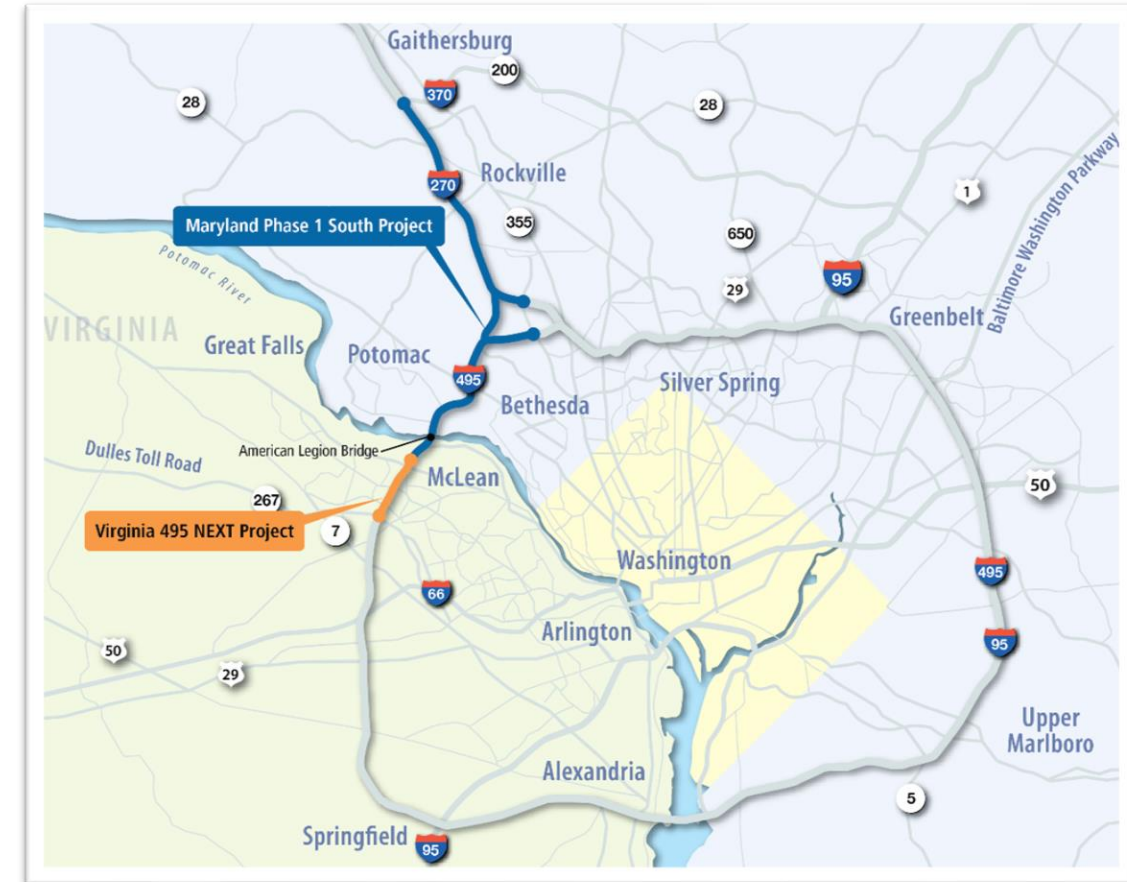 Gaithersburg
200
370
28
28
Rockville
270
1
355
Maryland Phase 1 South Project
650
Baltimore Washington Parkway
Potomac River
95
29
VIRGINIA
Greenbelt
Great Falls
Potomac
495
Silver Spring
Bethesda
American Legion Bridge
Dulles Toll Road
McLean
50
267
Virginia 495 NEXT Project
7
Washington
495
66
Arlington
95
50
29
Upper
Marlboro
Alexandria
5
Springfield
95